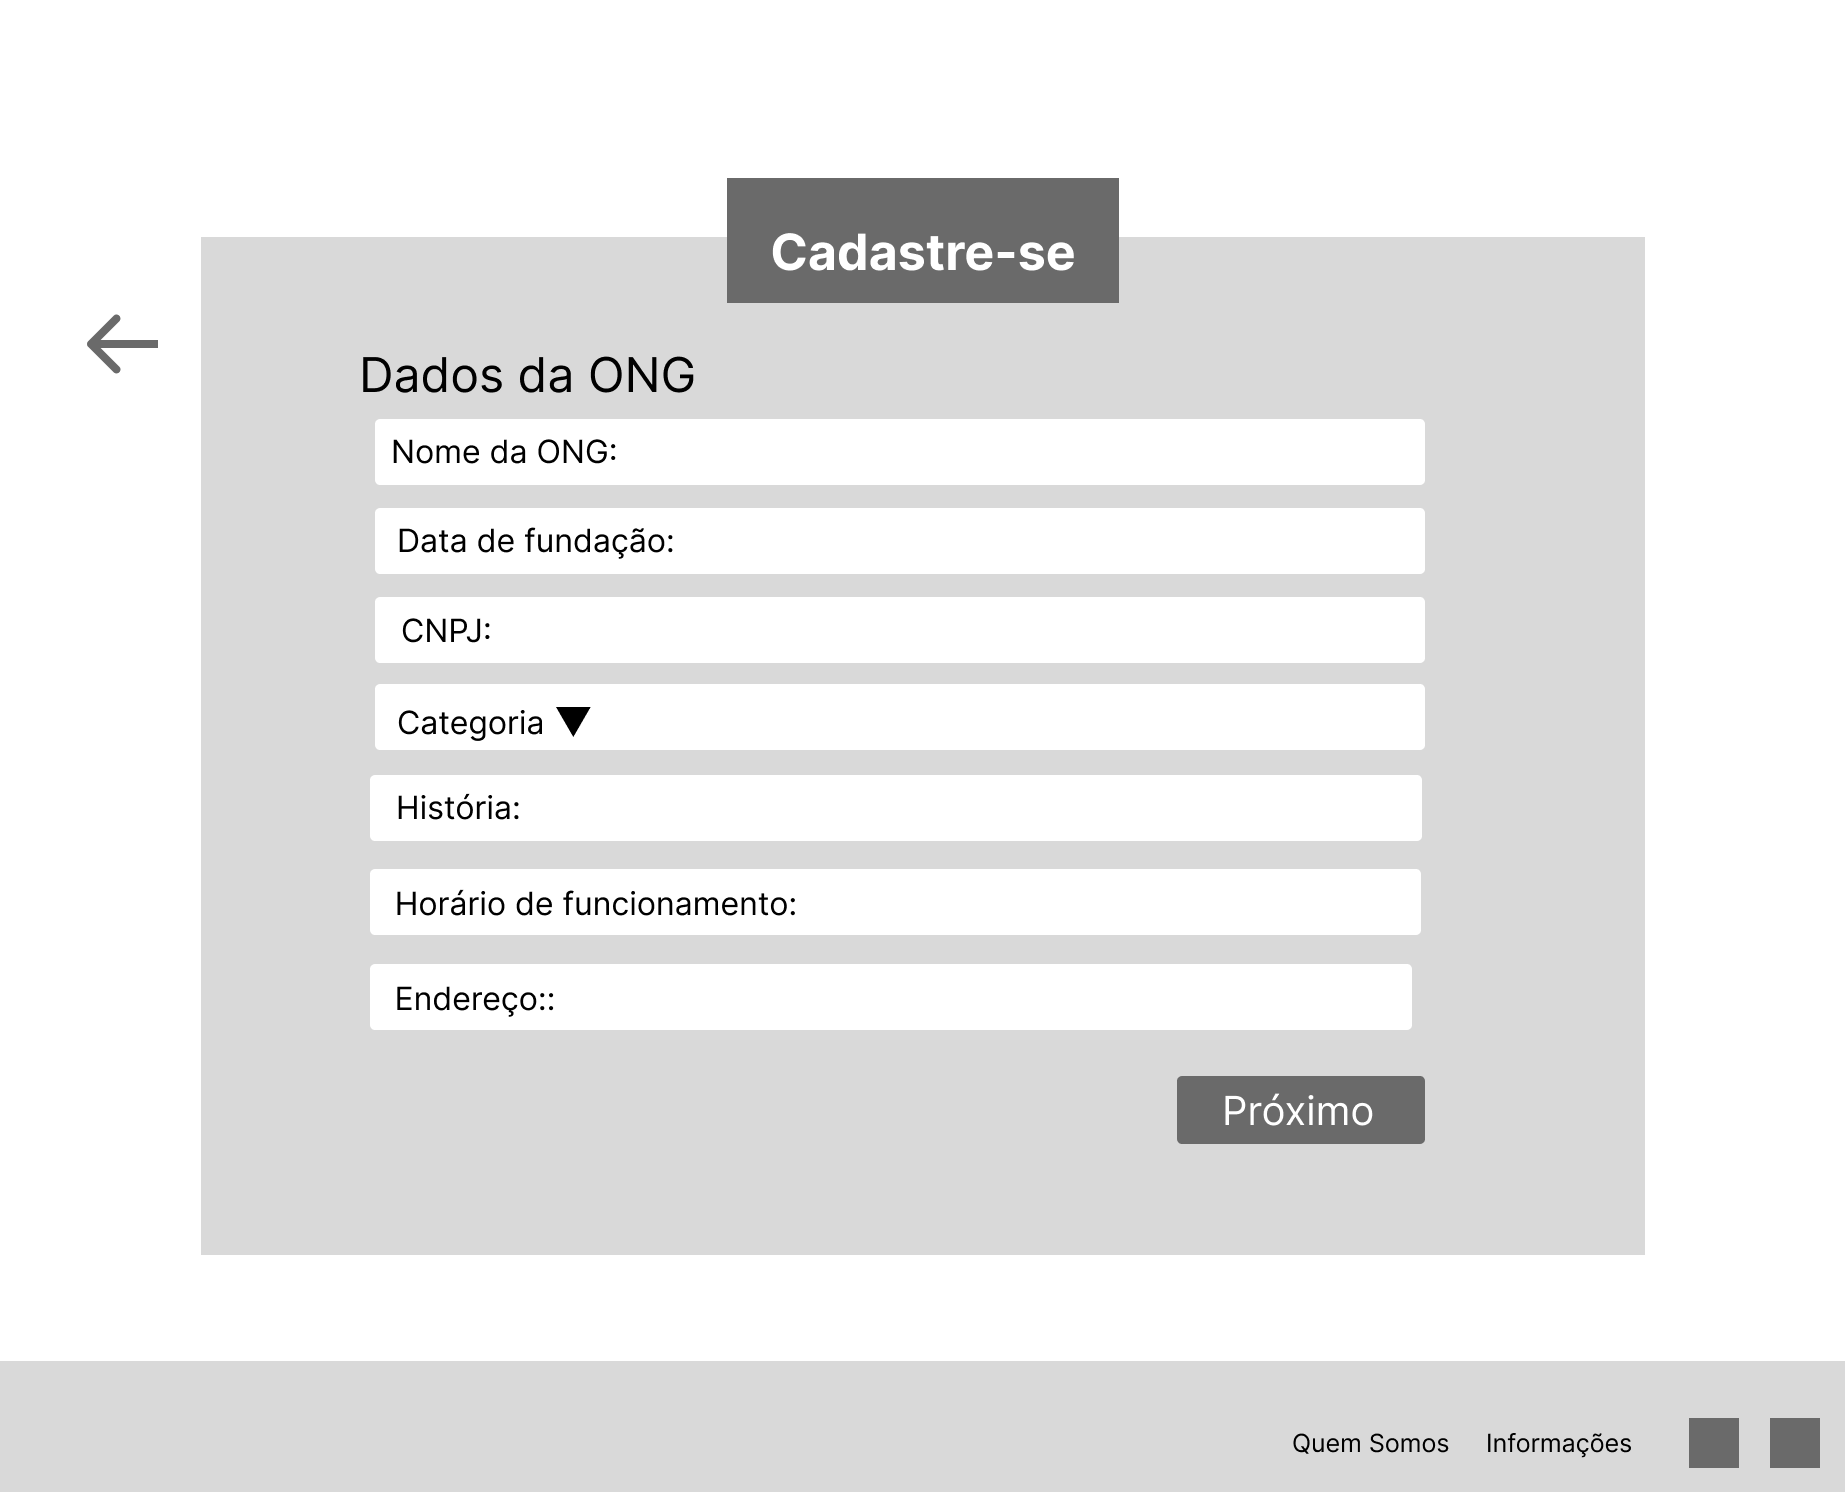 Cadastre-se
Dados da ONG
Nome da ONG:
Data de fundação:
CNPJ:
Categoria
História:
Horário de funcionamento:
Endereço::
Próximo
Quem Somos Informações